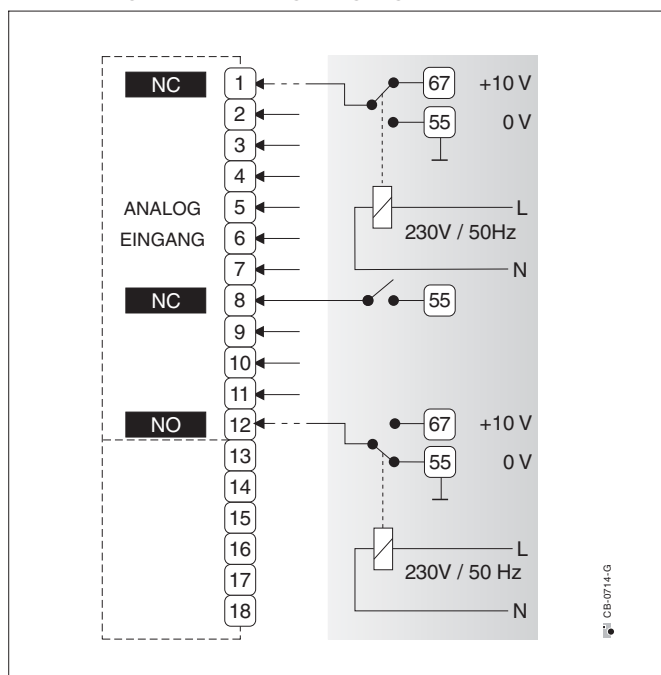 NC 1 67 +10 V
2 55 0 V
3
4
ANALOG 5 L
EINGANG 6 230V / 50Hz
7 N
NC 8 55
9
10
11
NO 12 67 +10 V
13 55 0 V
14
15
16 L
17 230V / 50 Hz
18 N
CB-0714-G